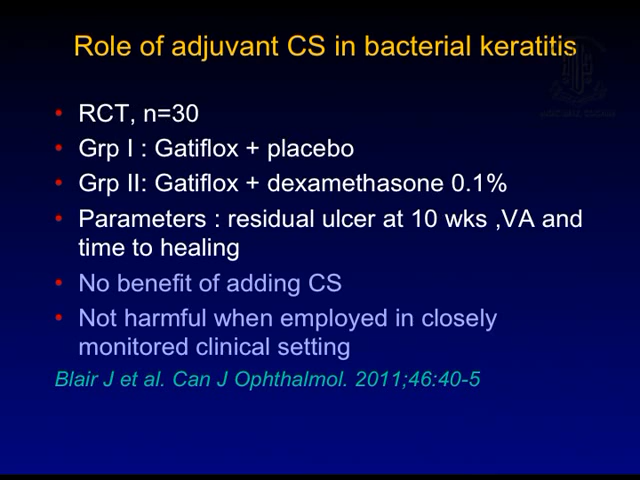 Role of adjuvant CS in bacterial keratitis
• RCT, n=30
• Grp I : Gatiflox + placebo
• Grp II: Gatiflox + dexamethasone 0.1%
• Parameters : residual ulcer at 10 wks ,VA and
time to healing
• No benefit of adding CS
• Not harmful when employed in closely
monitored clinical setting
Blair J et al. Can J Ophthalmol. 2011;46:40-5